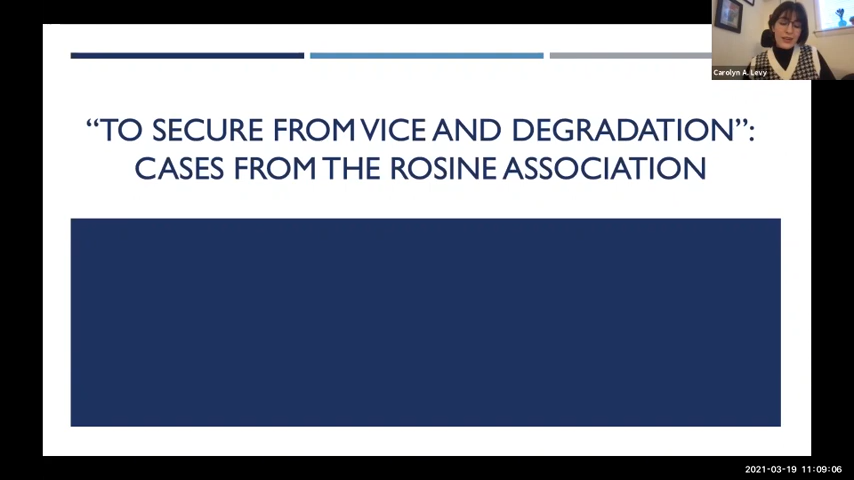 Carolyn A. Levy
“TO SECURE FROM VICE AND DEGRADATION”:
CASES FROM THE ROSINE ASSOCIATION
2021-03-19 11:09:06